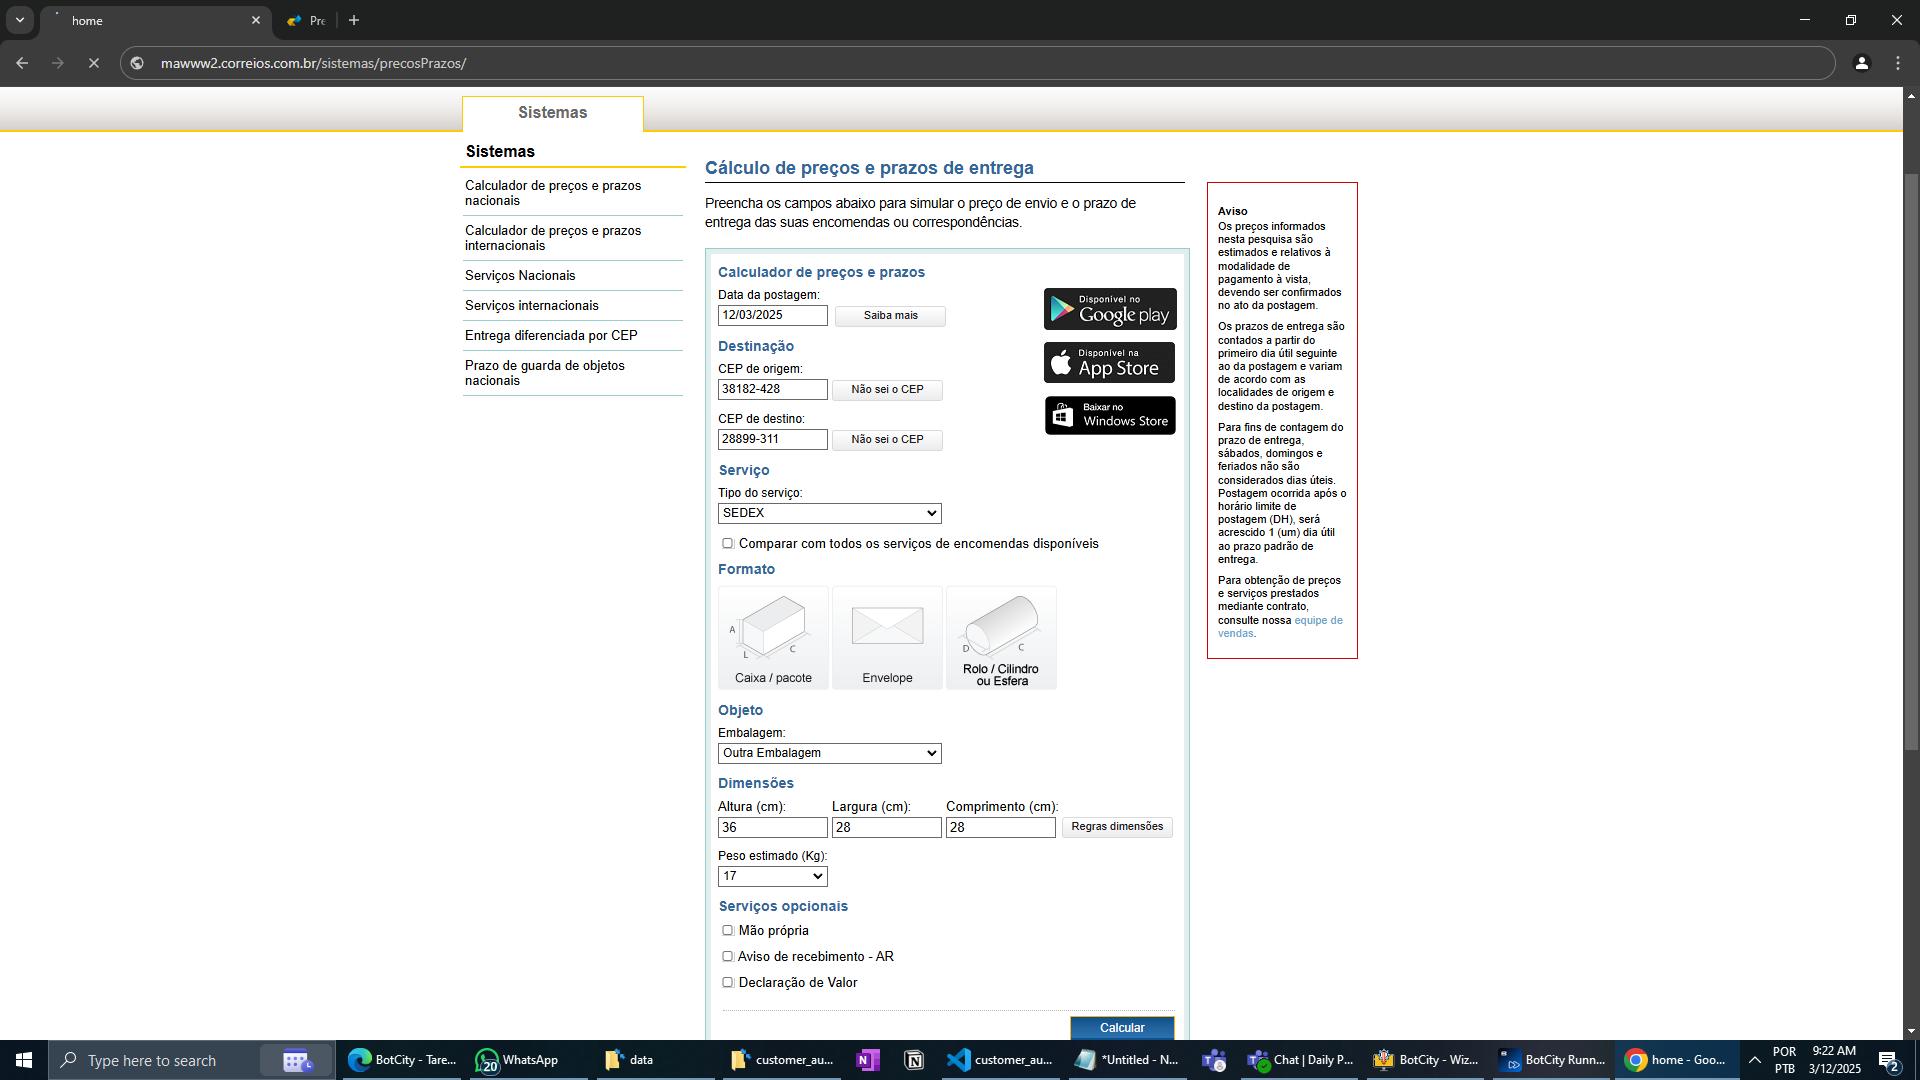 home
Pre
mawww2.correios.com.br/sistemas/precosPrazos/
Sistemas
Sistemas
Calculador de preços e prazos
nacionais
Calculador de preços e prazos
internacionais
Serviços Nacionais
Serviços internacionais
Entrega diferenciada por CEP
Prazo de guarda de objetos
nacionais
Cálculo de preços e prazos de entrega
Preencha os campos abaixo para simular o preço de envio e o prazo de
entrega das suas encomendas ou correspondências.
Calculador de preços e prazos
Data da postagem:
12/03/2025 Saiba mais
Destinação
CEP de origem:
38182-428 Não sei o CEP
CEP de destino:
28899-311 Não sei o CEP
Disponível no
Google play
Disponível na
App Store
Baixar no
Windows Store
Serviço
Tipo do serviço:
SEDEX
Comparar com todos os serviços de encomendas disponíveis
Formato
A
L C
Caixa / pacote
Envelope
D C
Rolo / Cilindro
ou Esfera
Objeto
Embalagem:
Outra Embalagem
Dimensões
Altura (cm): Largura (cm): Comprimento (cm):
36 28 28 Regras dimensões
Peso estimado (Kg):
17
Serviços opcionais
Mão própria
Aviso de recebimento - AR
Declaração de Valor
Calcular
Aviso
Os preços informados
nesta pesquisa são
estimados e relativos à
modalidade de
pagamento à vista,
devendo ser confirmados
no ato da postagem.
Os prazos de entrega são
contados a partir do
primeiro dia útil seguinte
ao da postagem e variam
de acordo com as
localidades de origem e
destino da postagem.
Para fins de contagem do
prazo de entrega,
sábados, domingos e
feriados não são
considerados dias úteis.
Postagem ocorrida após o
horário limite de
postagem (DH), será
acrescido 1 (um) dia útil
ao prazo padrão de
entrega.
Para obtenção de preços
e serviços prestados
mediante contrato,
consulte nossa equipe de
vendas.
Type here to search
BotCity - Tare...
20
WhatsApp
data
customer_au...
N
customer_au...
*Untitled - N...
Chat | Daily P...
BotCity - Wiz...
BotCity Runn...
home - Goo...
POR
PTB
9:22 AM
3/12/2025
2